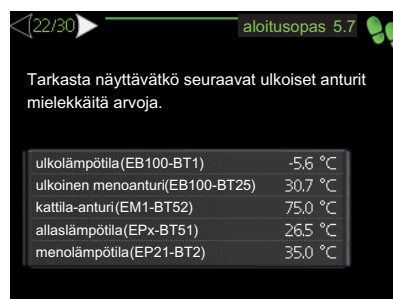 22/30
aloitusopas 5.7
Tarkasta näyttävätkö seuraavat ulkoiset anturit
mielekkäitä arvoja.
ulkolämpötila(EB100-BT1) -5.6 °C
ulkoinen menoanturi(EB100-BT25) 30.7 °C
kattila-anturi(EM1-BT52) 75.0 °C
allaslämpötila(EPx-BT51) 26.5 °C
menolämpötila(EP21-BT2) 35.0 °C